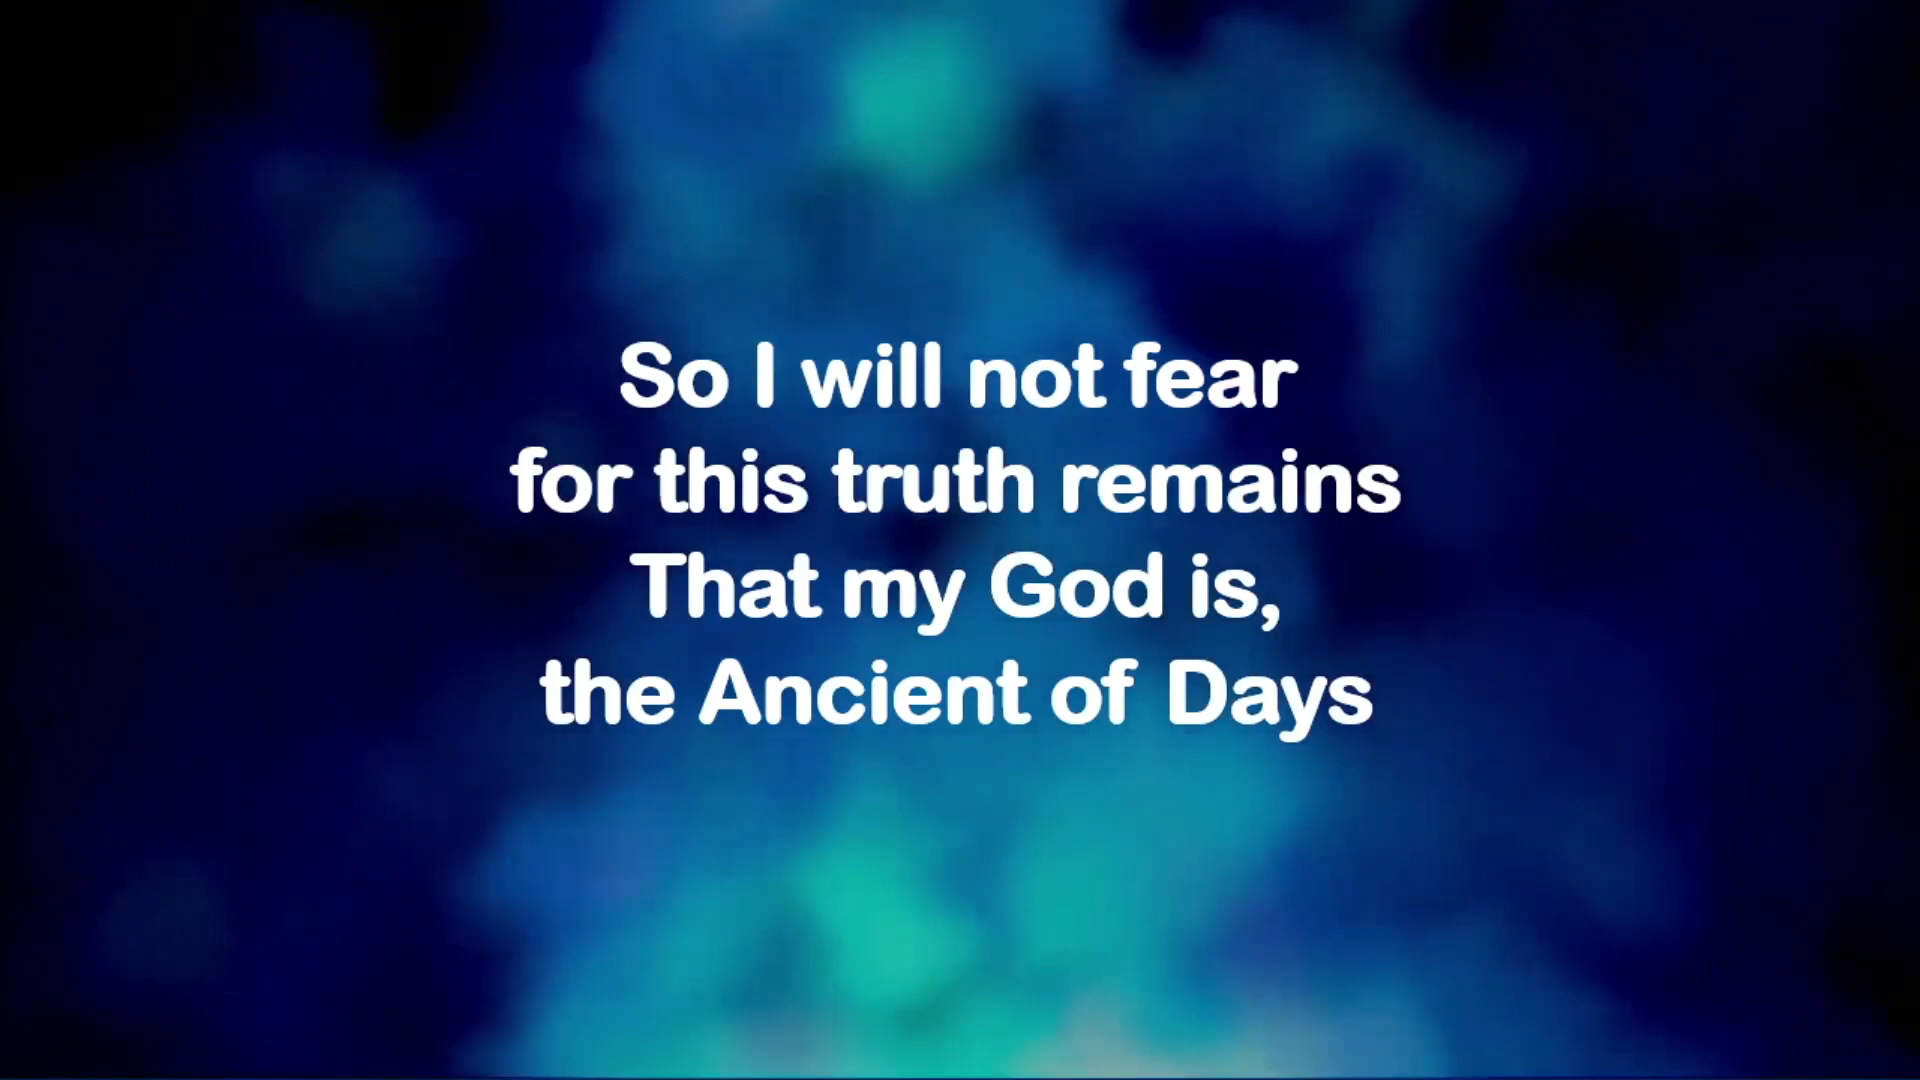 So I will not fear
for this truth remains
That my God is,
the Ancient of Days